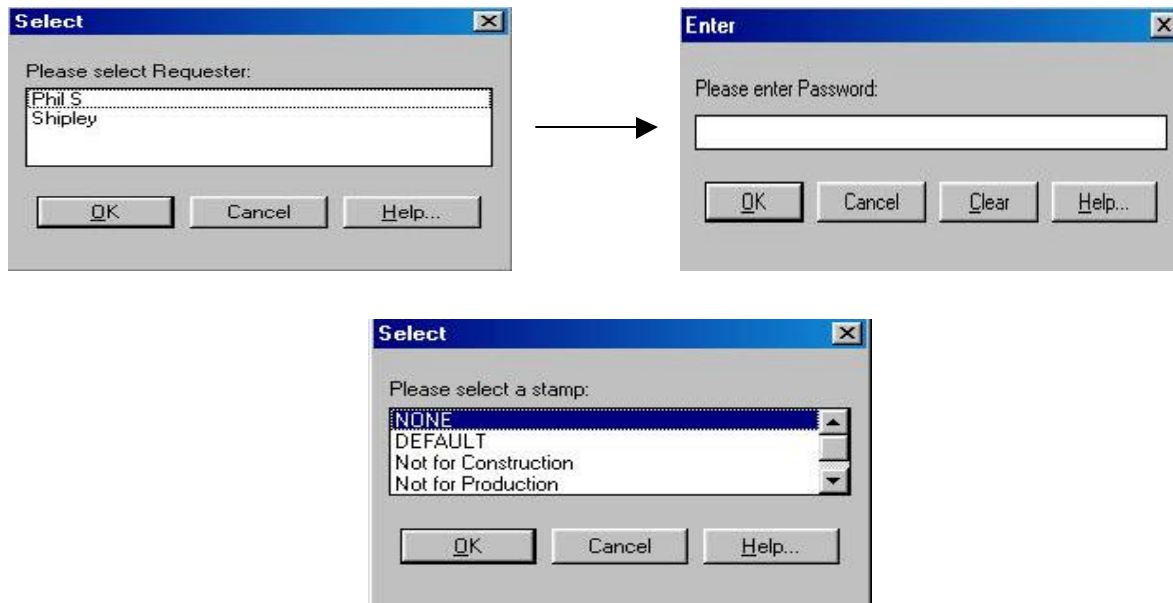 Select
Please select Requester:
Phil S
Shipley
OK Cancel Help...
Enter
Please enter Password:
OK Cancel Clear Help...
Select
Please select a stamp:
NONE
DEFAULT
Not for Construction
Not for Production
OK Cancel Help...